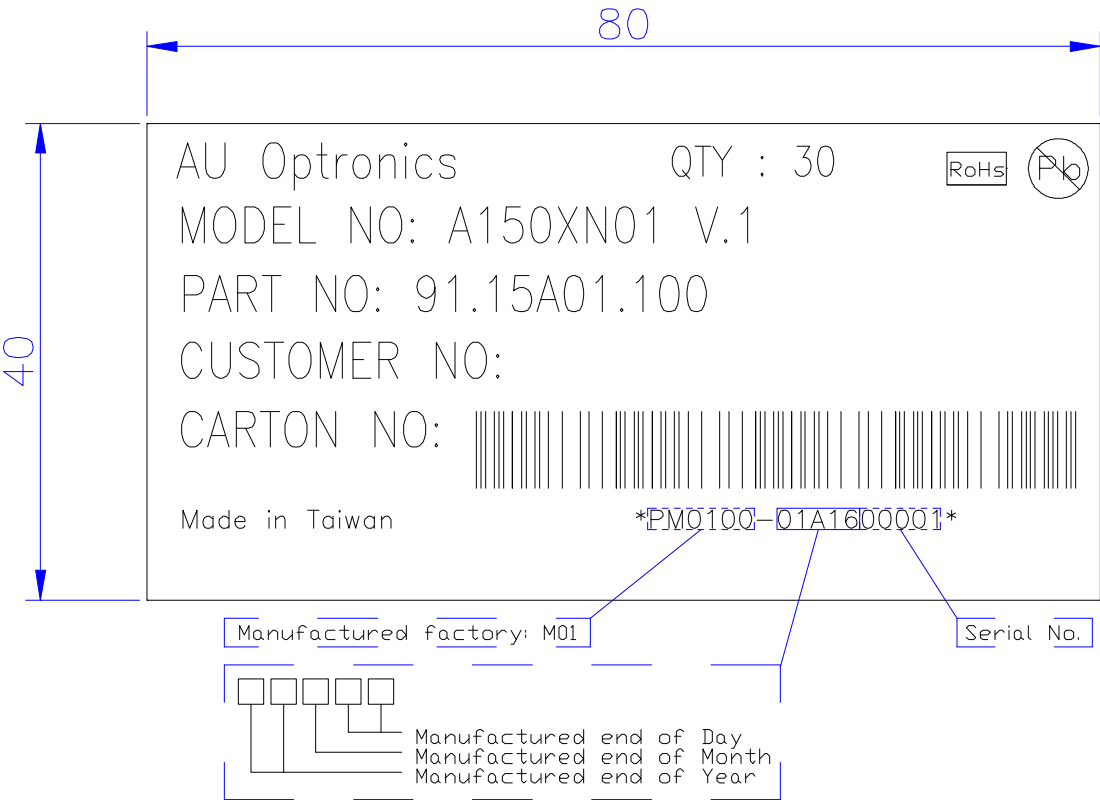 80
40
AU Optronics QTY : 30 RoHs Pb
MODEL NO: A150XN01 V.1
PART NO: 91.15A01.100
CUSTOMER NO:
CARTON NO:
Made in Taiwan *PM0100-01A1600001*
Manufactured factory: M01 Serial No.
Manufactured end of Day
Manufactured end of Month
Manufactured end of Year